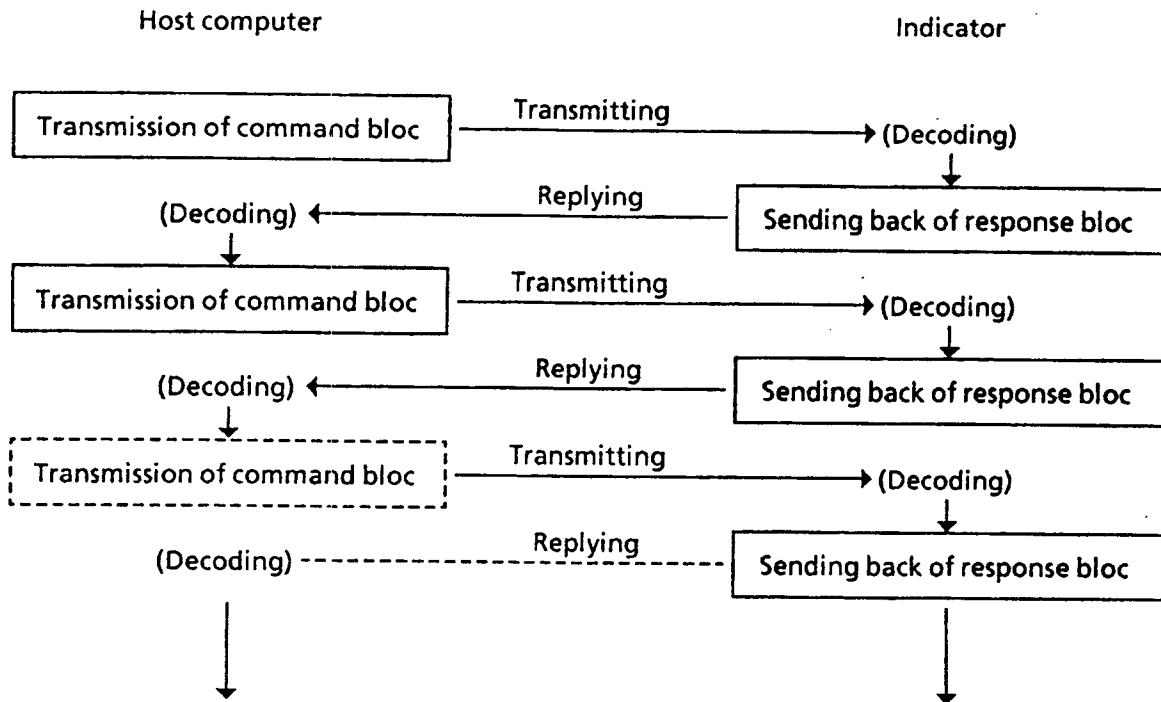 Host computer
Indicator
Transmission of command bloc
Transmitting
(Decoding)
(Decoding)
Replying
Sending back of response bloc
Transmission of command bloc
Transmitting
(Decoding)
(Decoding)
Replying
Sending back of response bloc
Transmission of command bloc
Transmitting
(Decoding)
(Decoding)
Replying
Sending back of response bloc